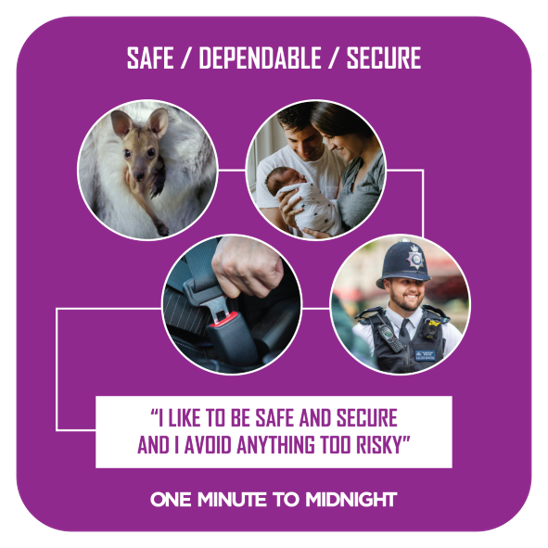 SAFE / DEPENDABLE / SECURE
“I LIKE TO BE SAFE AND SECURE
AND I AVOID ANYTHING TOO RISKY”
ONE MINUTE TO MIDNIGHT